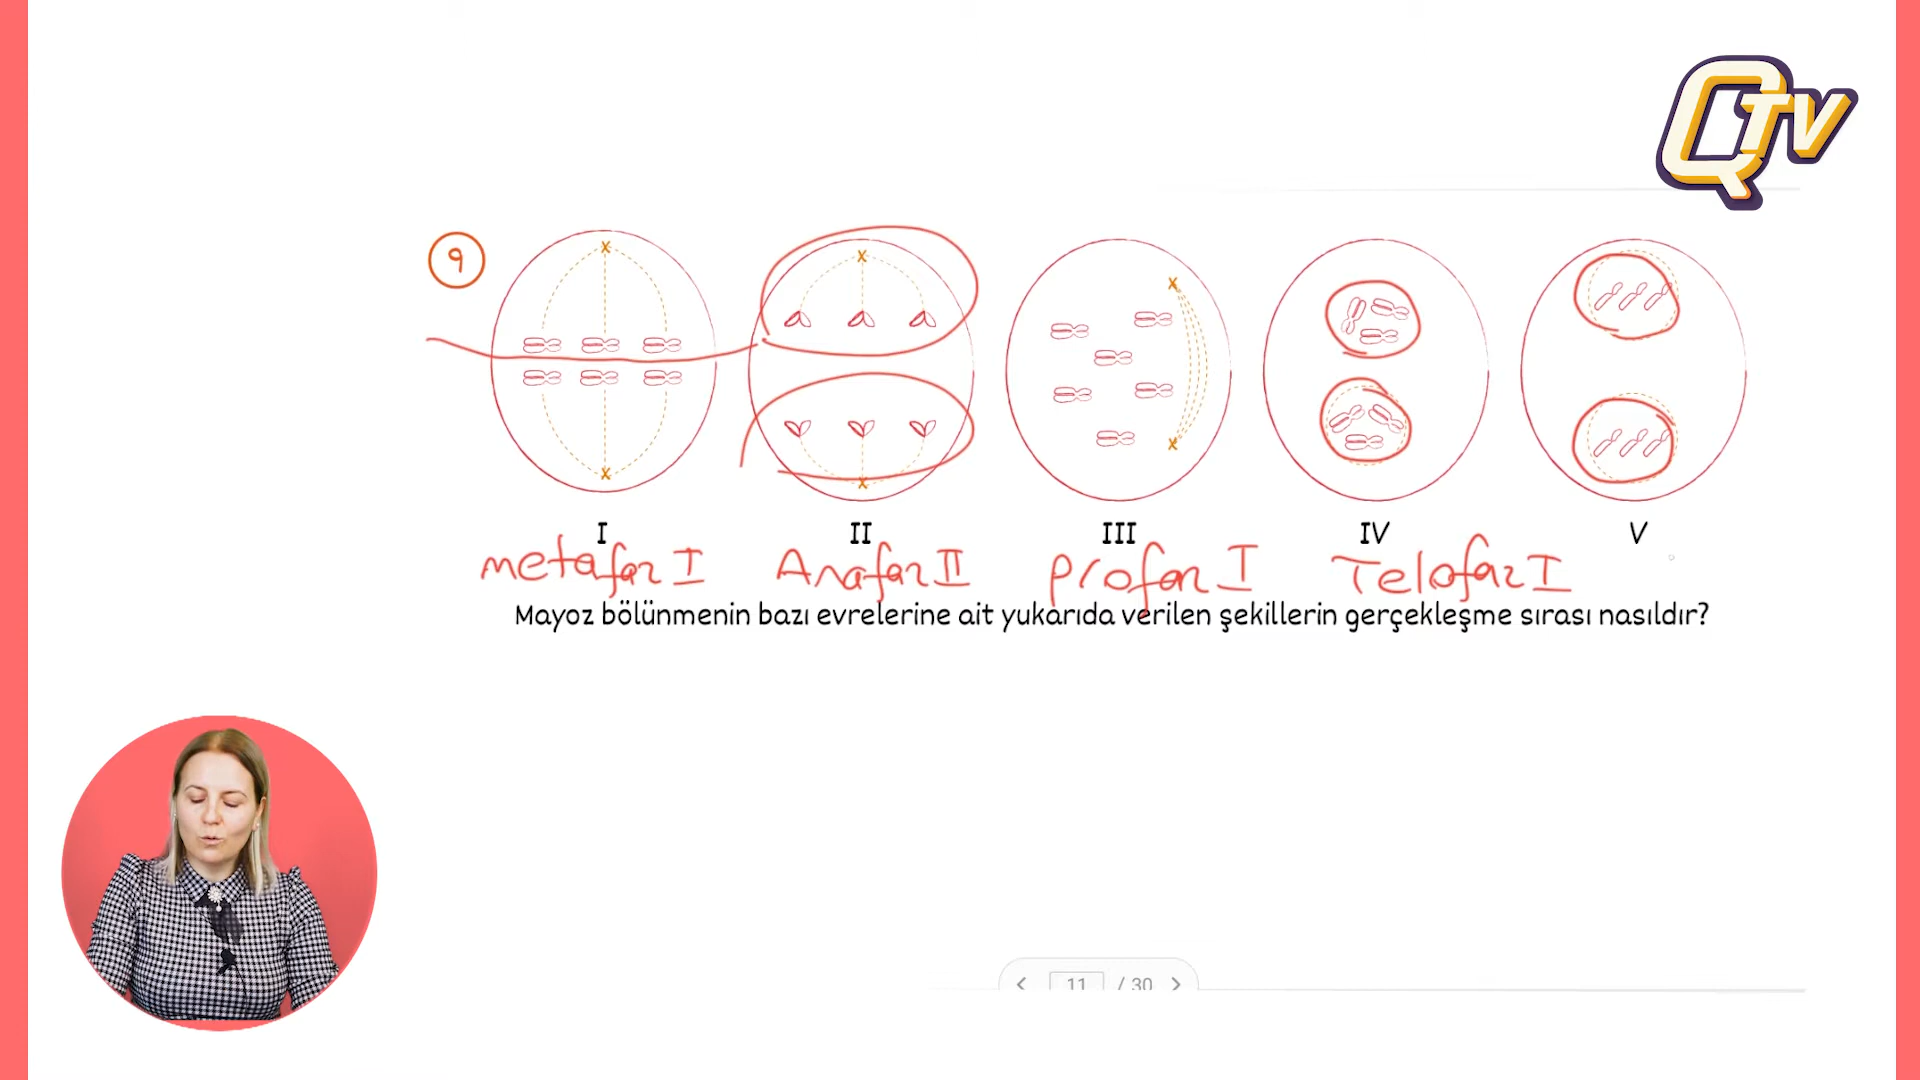 QTV
9
I II III IV V
metafaz I Anafaz II Profaz I Telofaz I
Mayoz bölünmenin bazı evrelerine ait yukarıda verilen şekillerin gerçekleşme sırası nasıldır?
< 11 / 30 >